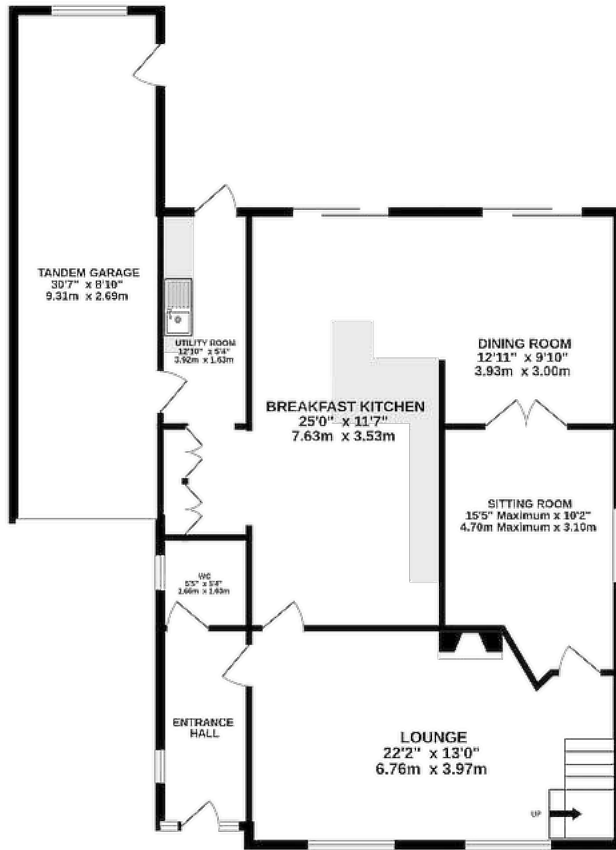 TANDEM GARAGE
30'7" x 8'10"
9.31m x 2.69m
UTILITY ROOM
12'10" x 5'4"
3.92m x 1.63m
DINING ROOM
12'11" x 9'10"
3.93m x 3.00m
BREAKFAST KITCHEN
25'0" x 11'7"
7.63m x 3.53m
SITTING ROOM
15'5" Maximum x 10'2"
4.70m Maximum x 3.10m
WC
5'5" x 5'4"
1.66m x 1.63m
ENTRANCE
HALL
LOUNGE
22'2" x 13'0"
6.76m x 3.97m
UP